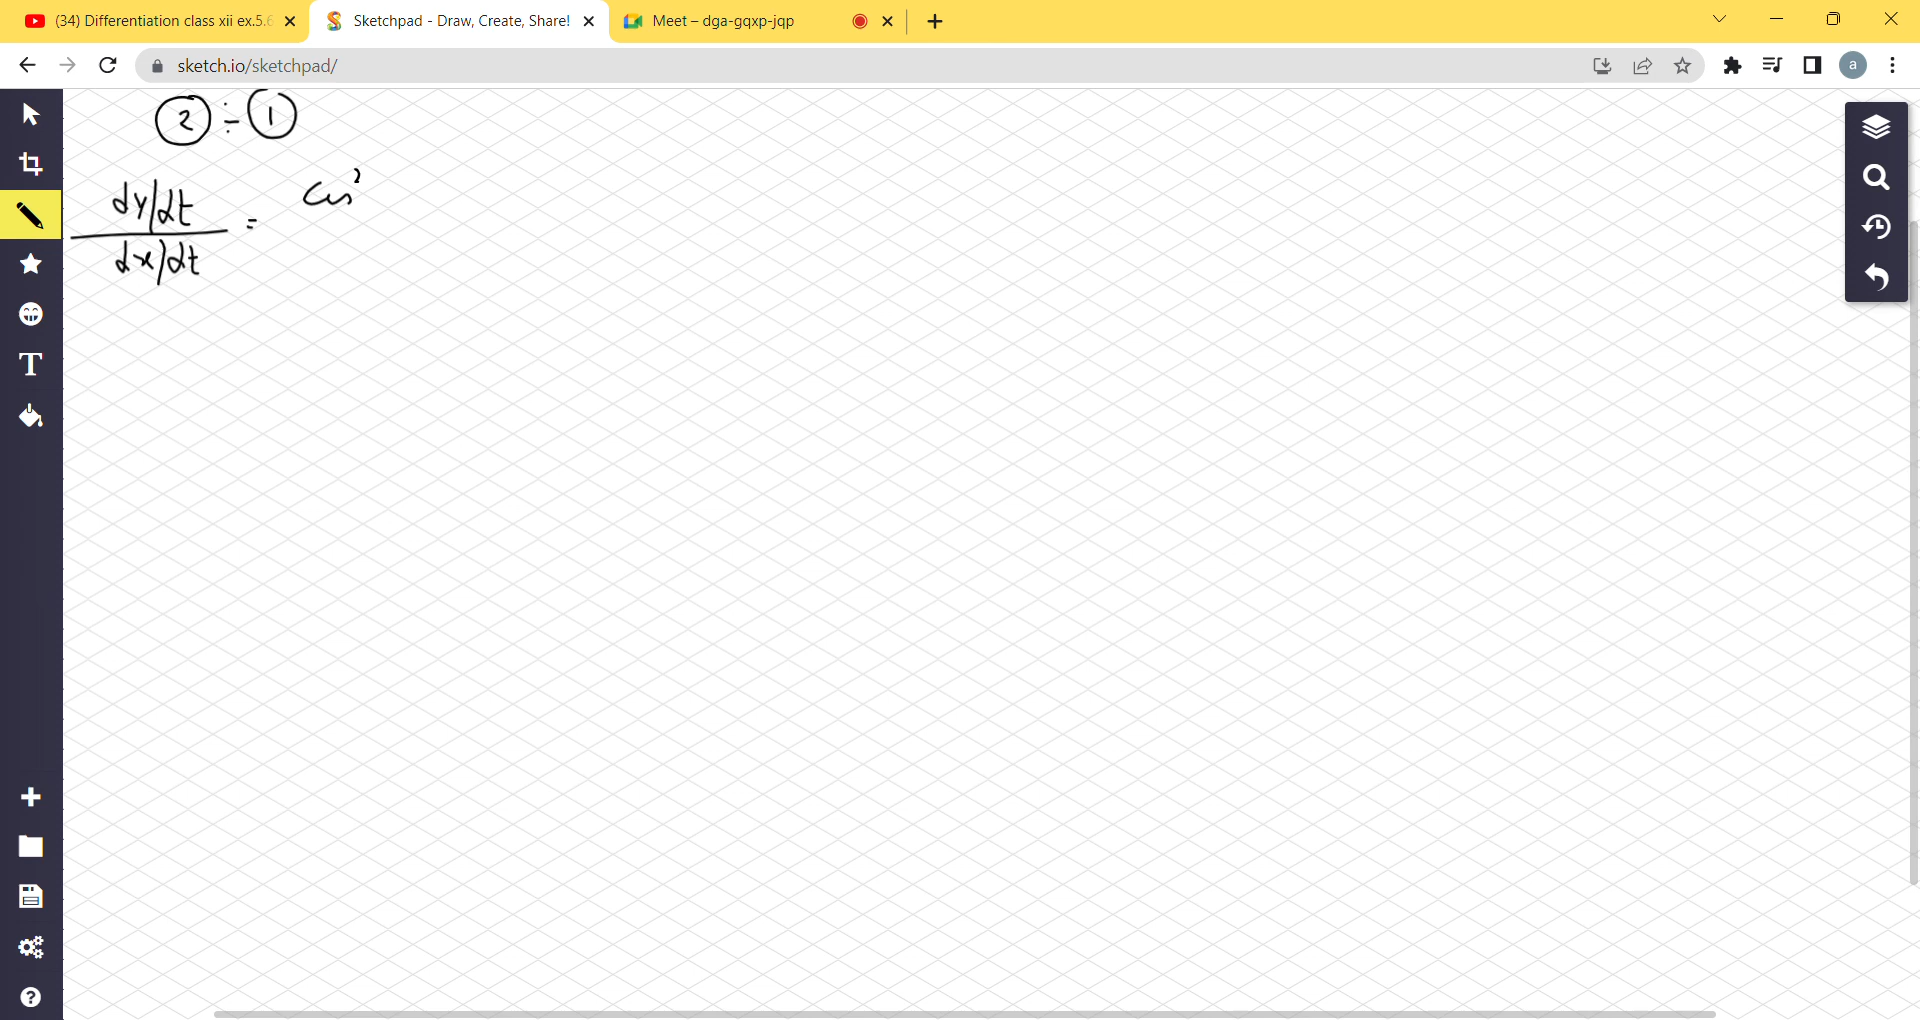 (34) Differentiation class xii ex.5.6
Sketchpad - Draw, Create, Share!
Meet – dga-gqxp-jqp
sketch.io/sketchpad/
a
2 ÷ 1
dy/dt
= cos²
dx/dt
T